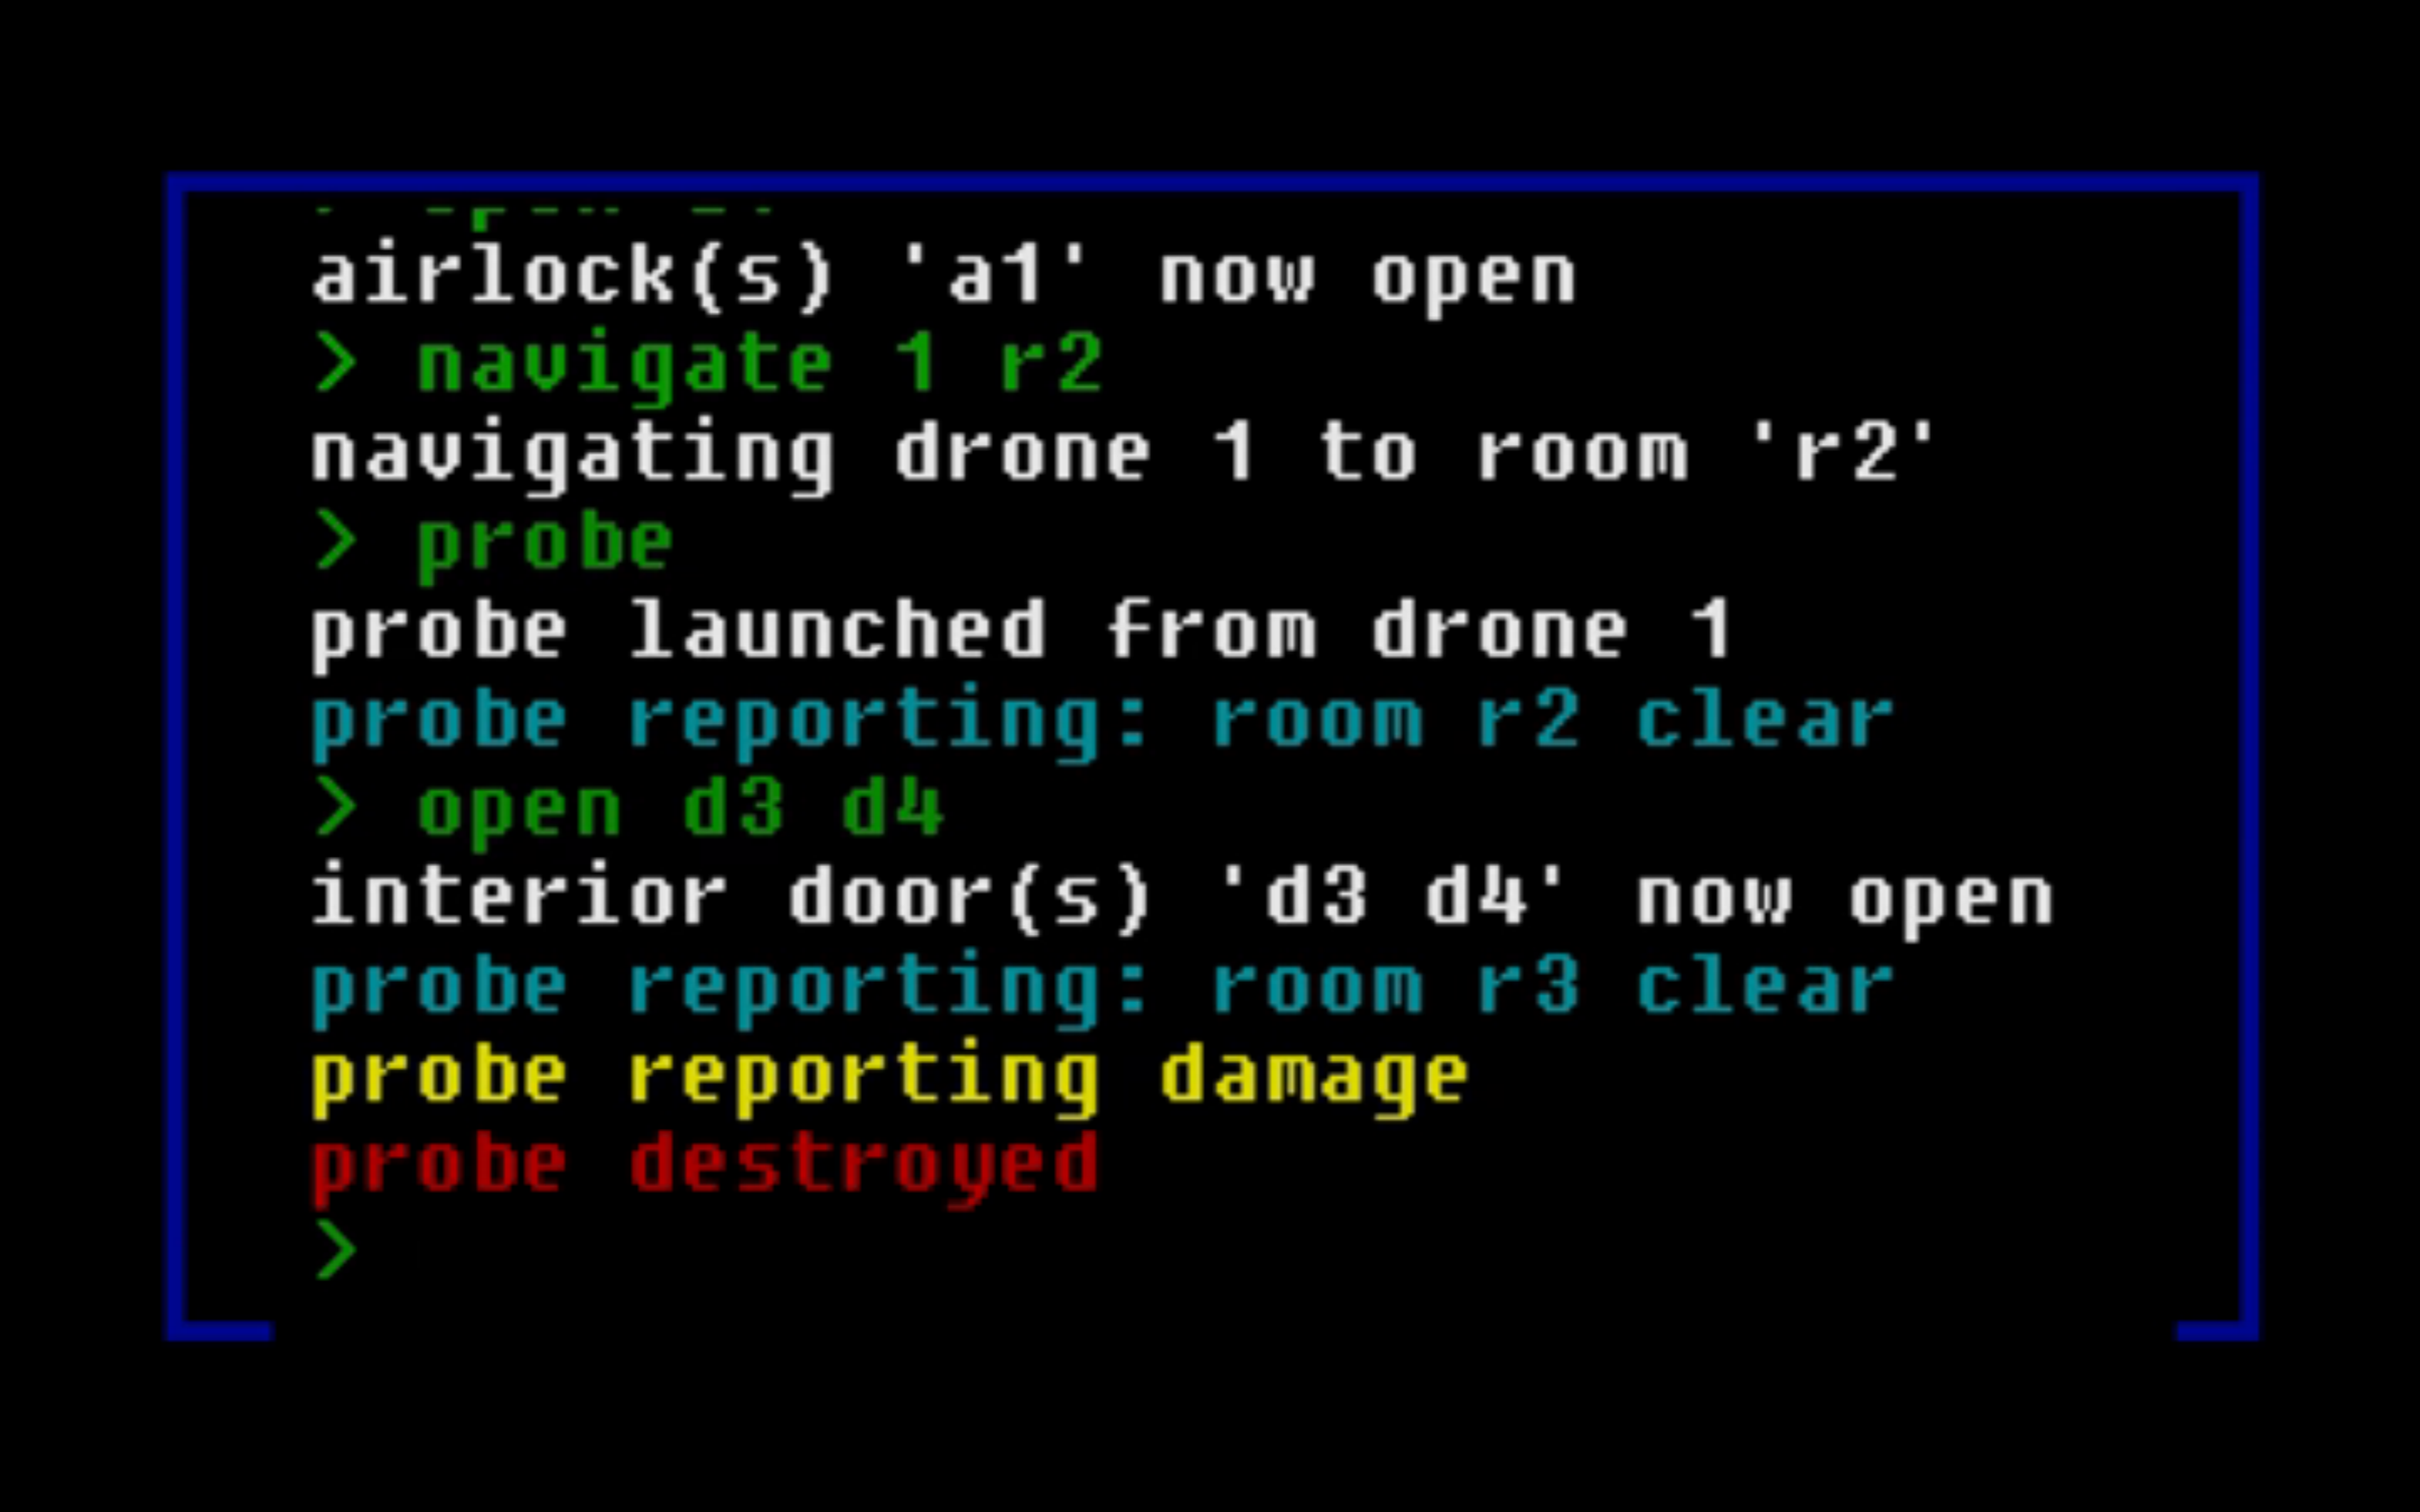 airlock(s) 'a1' now open
> navigate 1 r2
navigating drone 1 to room 'r2'
> probe
probe launched from drone 1
probe reporting: room r2 clear
> open d3 d4
interior door(s) 'd3 d4' now open
probe reporting: room r3 clear
probe reporting damage
probe destroyed
>